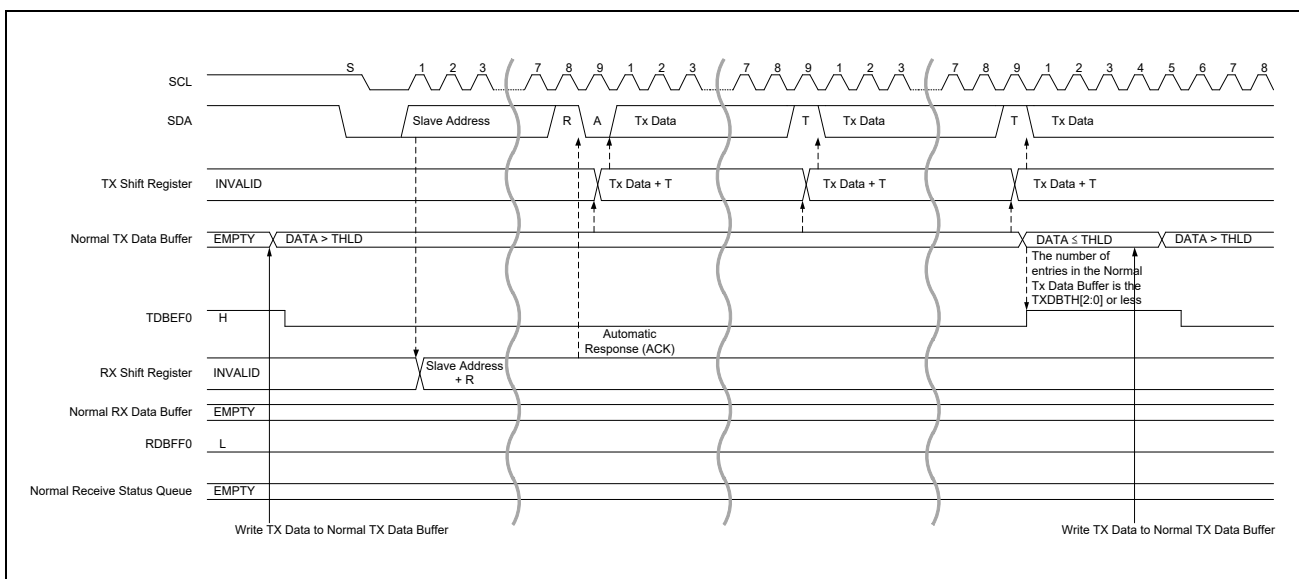 S 1 2 3 7 8 9 1 2 3 7 8 9 1 2 3 7 8 9 1 2 3 4 5 6 7 8
SCL
SDA Slave Address R A Tx Data T Tx Data T Tx Data
TX Shift Register INVALID Tx Data + T Tx Data + T Tx Data + T
Normal TX Data Buffer EMPTY DATA > THLD DATA ≤ THLD DATA > THLD
The number of
entries in the Normal
Tx Data Buffer is the
TXDBTH[2:0] or less
TDBEF0 H
Automatic
Response (ACK)
RX Shift Register INVALID Slave Address
+ R
Normal RX Data Buffer EMPTY
RDBFF0 L
Normal Receive Status Queue EMPTY
Write TX Data to Normal TX Data Buffer Write TX Data to Normal TX Data Buffer